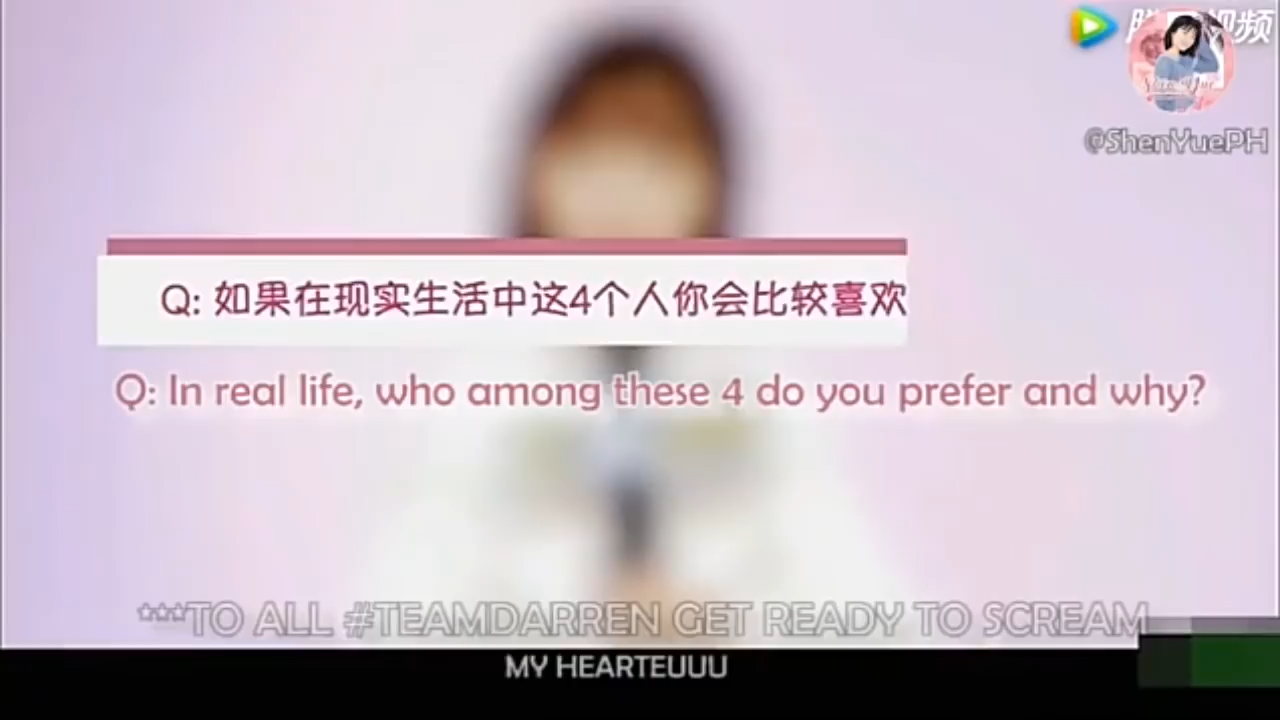 @ShenYuePH
Q: 如果在现实生活中这4个人你会比较喜欢
Q: In real life, who among these 4 do you prefer and why?
***TO ALL #TEAMDARREN GET READY TO SCREAM
MY HEARTEUUU